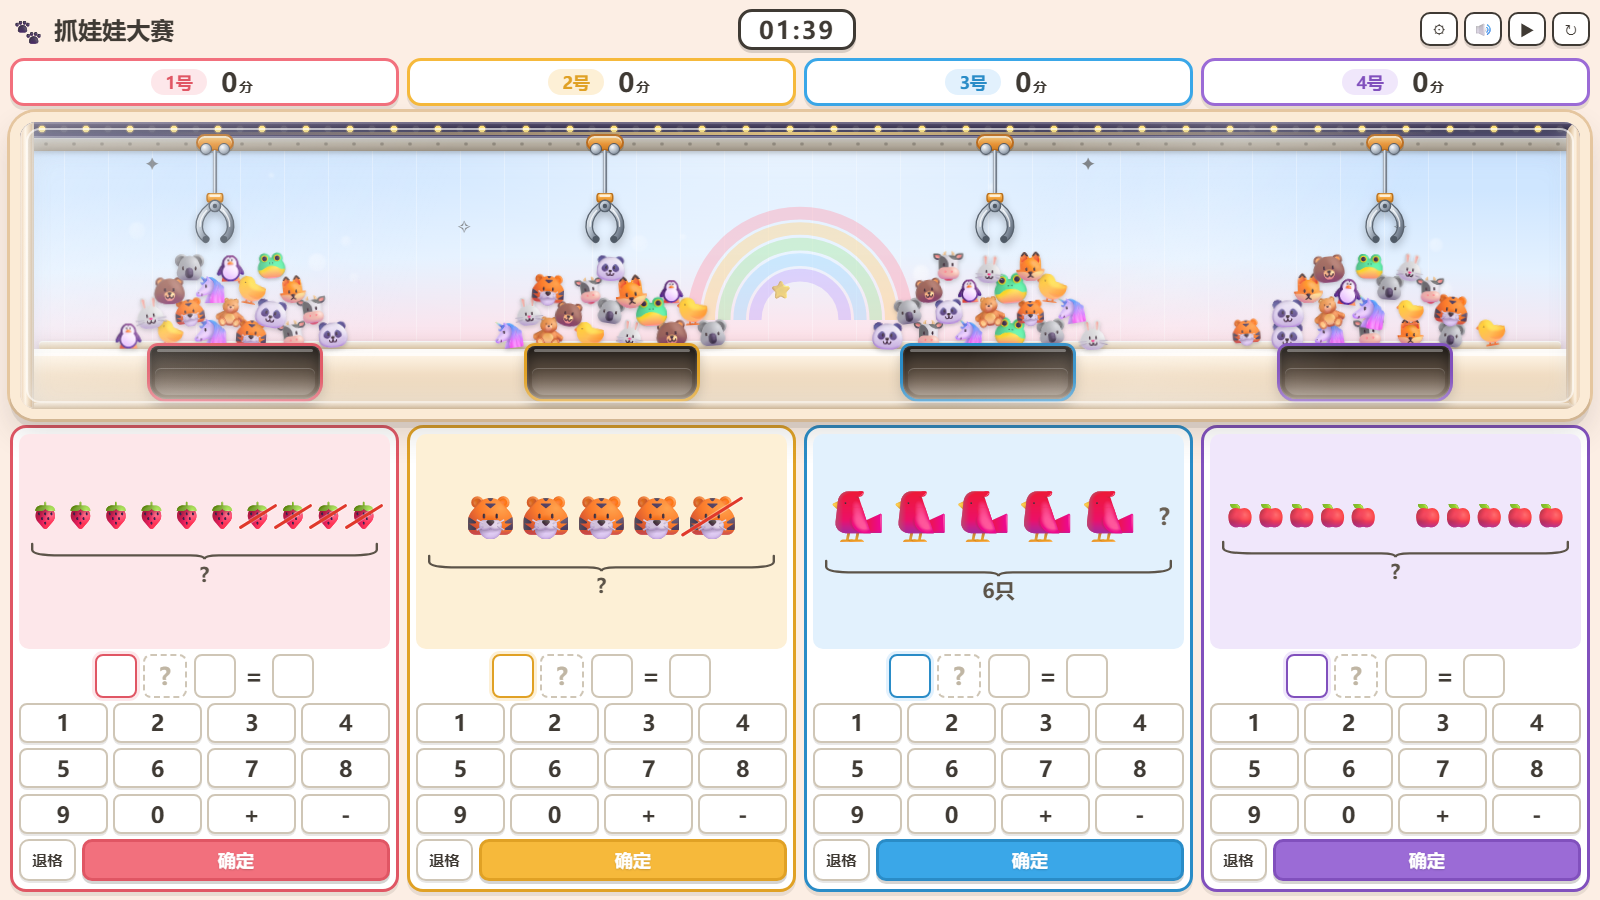 抓娃娃大赛
01:39
1号 0分
2号 0分
3号 0分
4号 0分
?
?
?
6只
?
? =
? =
? =
? =
1 2 3 4
5 6 7 8
9 0 + -
退格 确定
1 2 3 4
5 6 7 8
9 0 + -
退格 确定
1 2 3 4
5 6 7 8
9 0 + -
退格 确定
1 2 3 4
5 6 7 8
9 0 + -
退格 确定